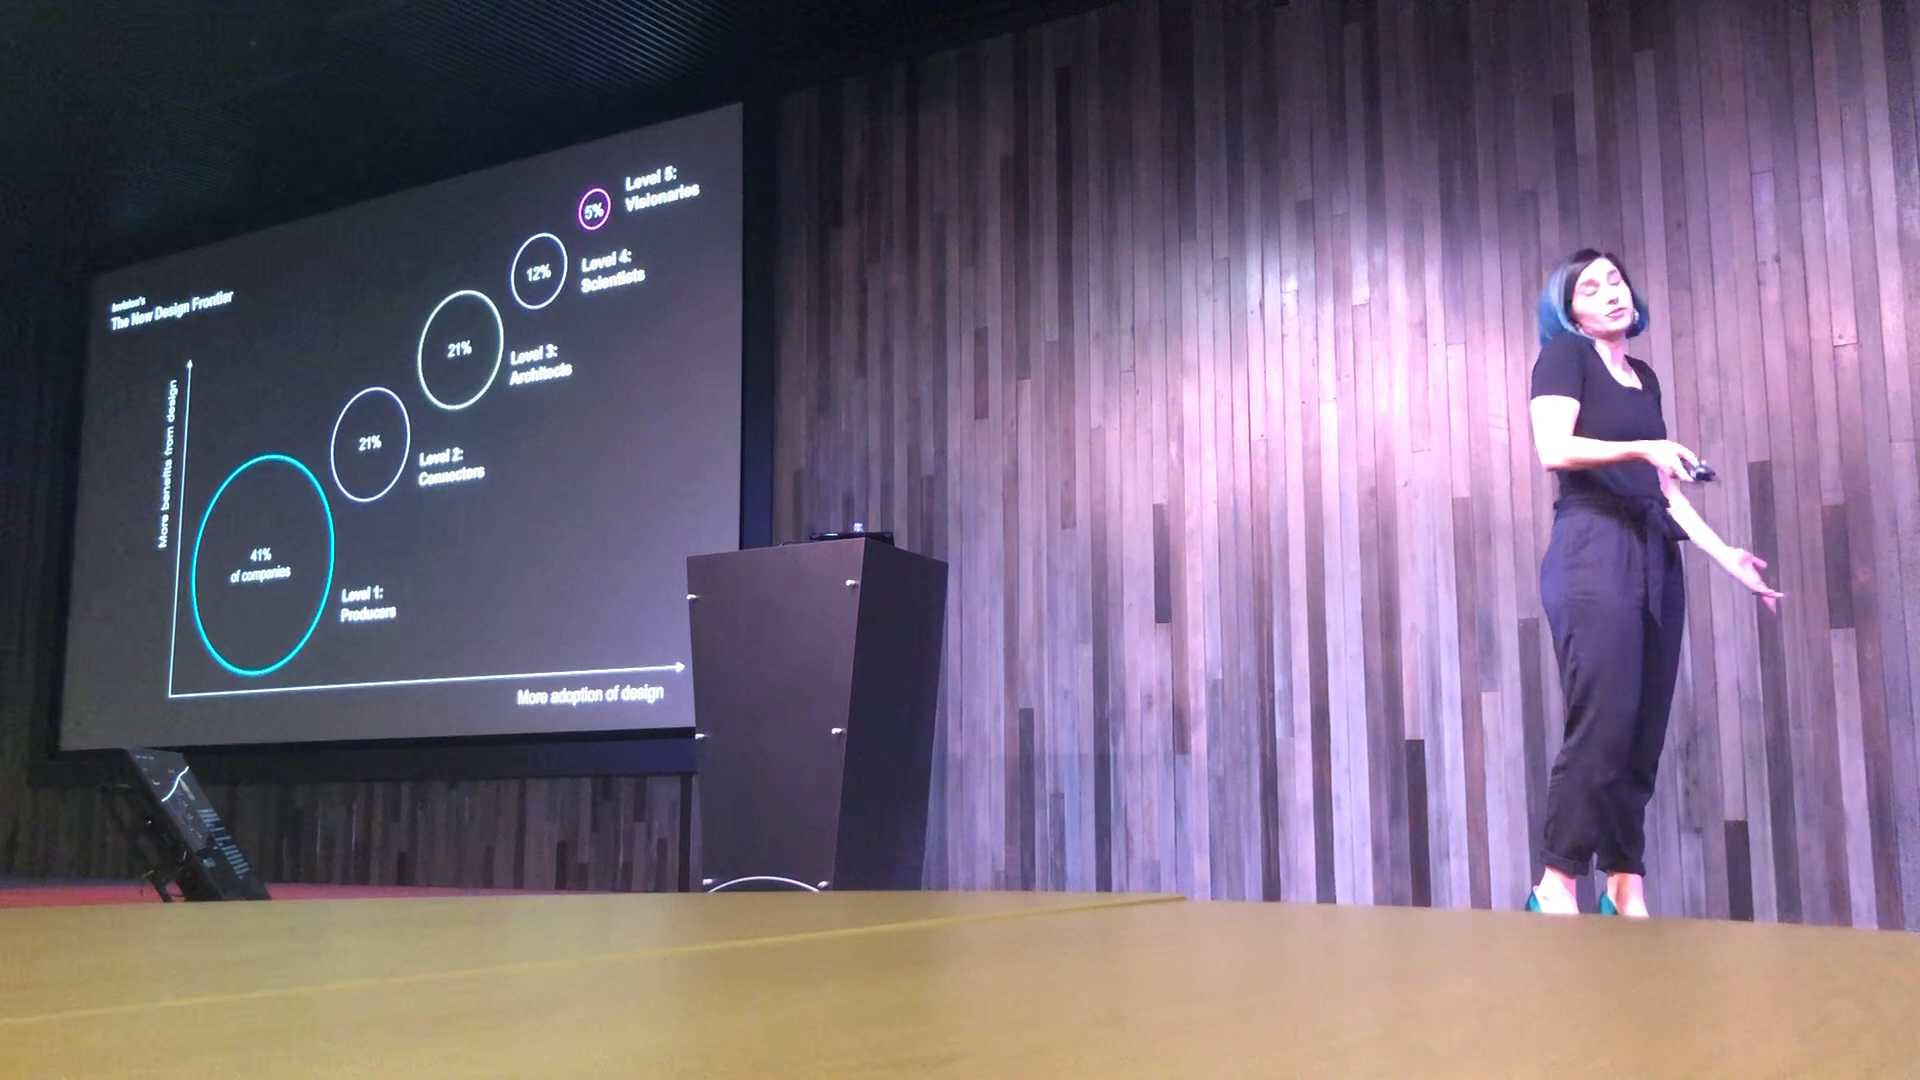 Invision's
The New Design Frontier
More benefits from design
5%
Level 5:
Visionaries
12%
Level 4:
Scientists
21%
Level 3:
Architects
21%
Level 2:
Connectors
41%
of companies
Level 1:
Producers
More adoption of design